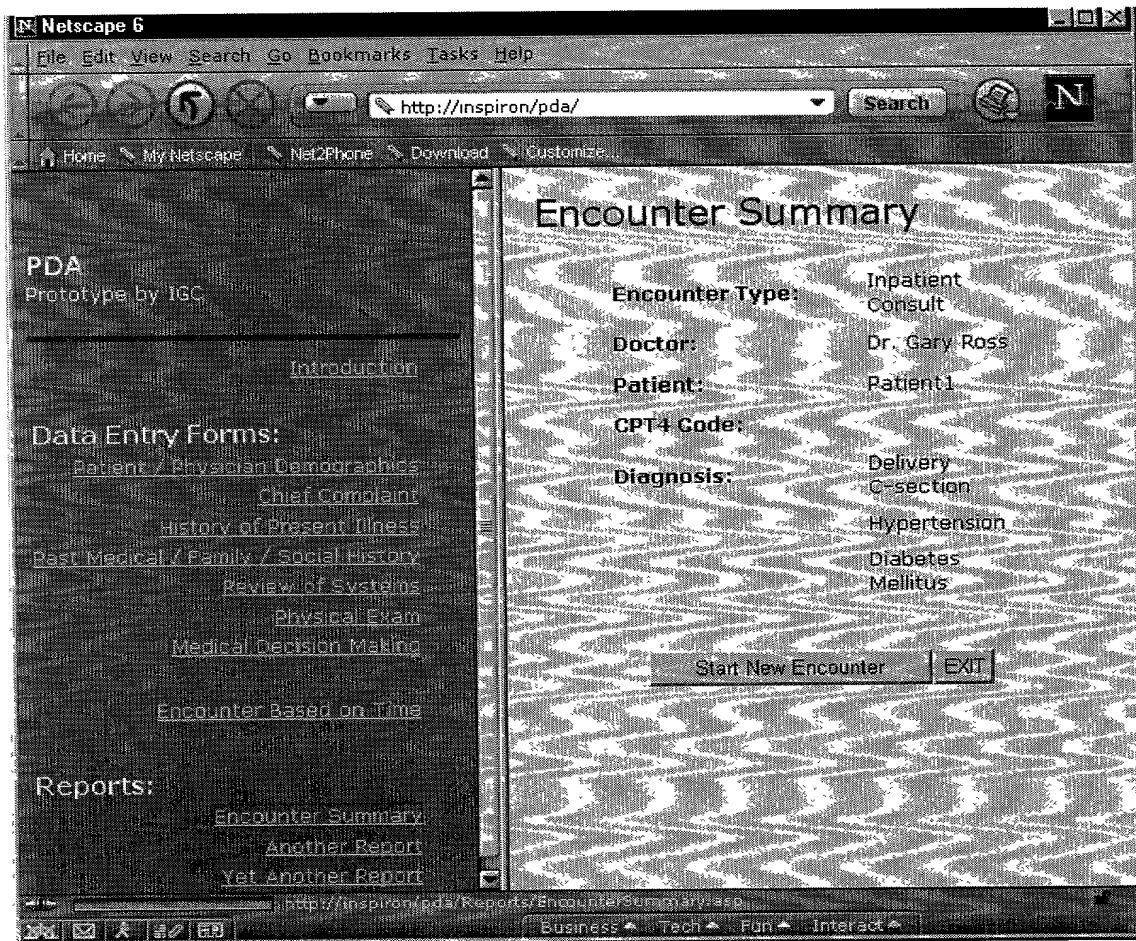 Netscape 6
File Edit View Search Go Bookmarks Tasks Help
http://inspiron/pda/ Search N
Home My Netscape Net2Phone Download Customize...
PDA
Prototype by IGC
Introduction
Data Entry Forms:
Patient / Physician Demographics
Chief Complaint
History of Present Illness
Past Medical / Family / Social History
Review of Systems
Physical Exam
Medical Decision Making
Encounter Based on Time
Reports:
Encounter Summary
Another Report
Yet Another Report
Encounter Summary
Encounter Type: Inpatient
Consult
Doctor: Dr. Gary Ross
Patient: Patient1
CPT4 Code:
Diagnosis: Delivery
C-section
Hypertension
Diabetes
Mellitus
Start New Encounter EXIT
http://inspiron/pda/Reports/EncounterSummary.asp
Business Tech Fun Interact